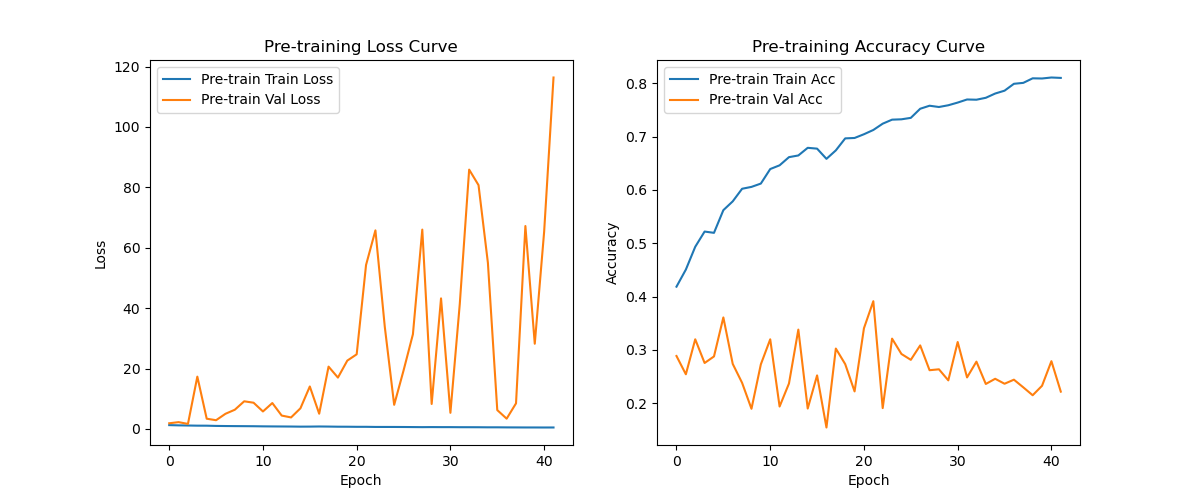 Pre-training Loss Curve
Pre-train Train Loss
Pre-train Val Loss
120
100
80
60
40
20
0
Loss
0 10 20 30 40
Epoch
Pre-training Accuracy Curve
Pre-train Train Acc
Pre-train Val Acc
0.8
0.7
0.6
0.5
0.4
0.3
0.2
Accuracy
0 10 20 30 40
Epoch